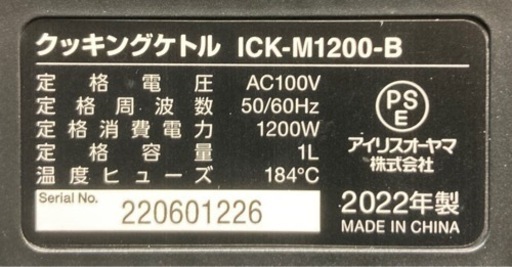 クッキングケトル ICK-M1200-B
定格電圧 AC100V
定格周波数 50/60Hz
定格消費電力 1200W
定格容量 1L
温度ヒューズ 184℃
PS
E
アイリスオーヤマ
株式会社
Serial No. 220601226
2022年製
MADE IN CHINA